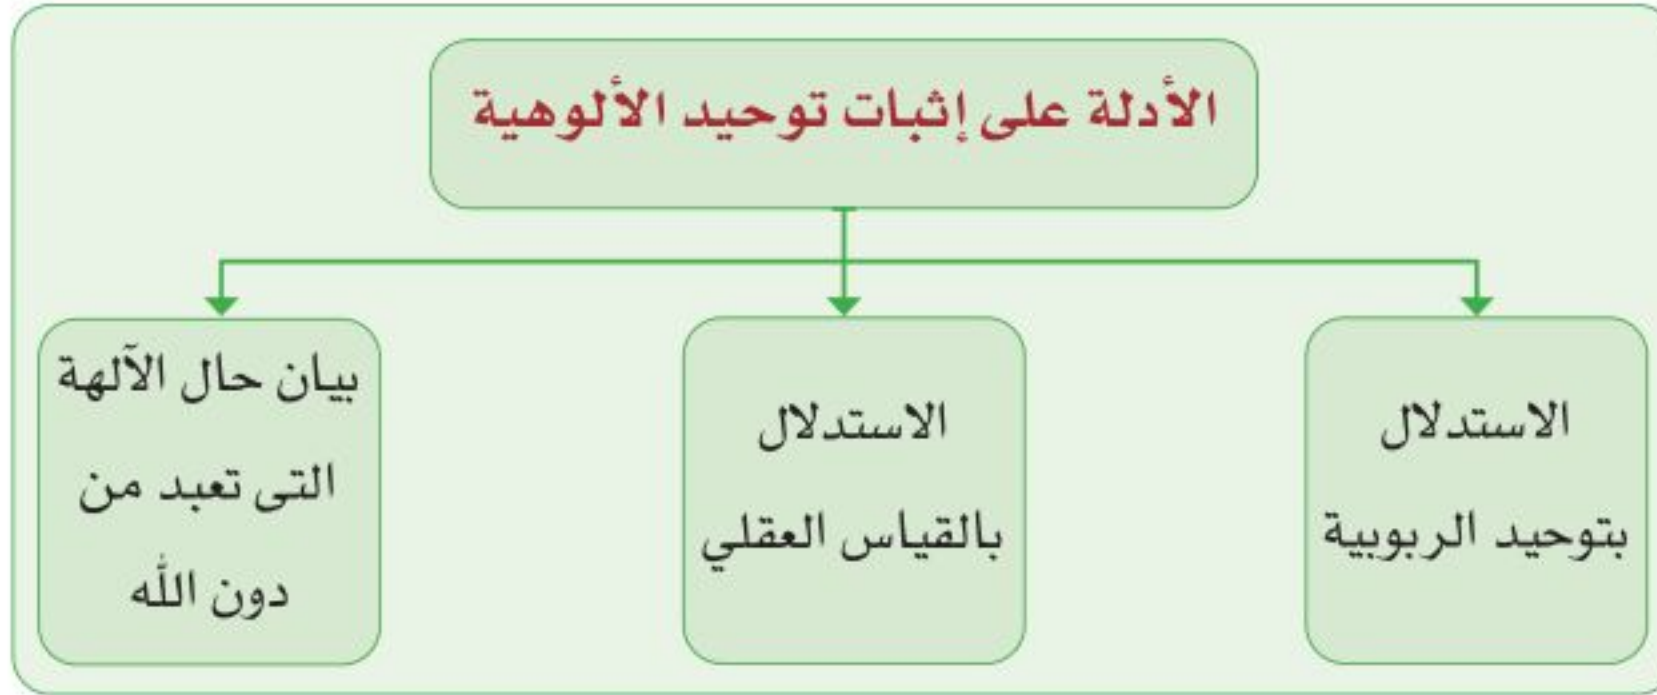 الأدلة على إثبات توحيد الألوهية
الاستدلال
بتوحيد الربوبية
الاستدلال
بالقياس العقلي
بيان حال الآلهة
التى تعبد من
دون الله